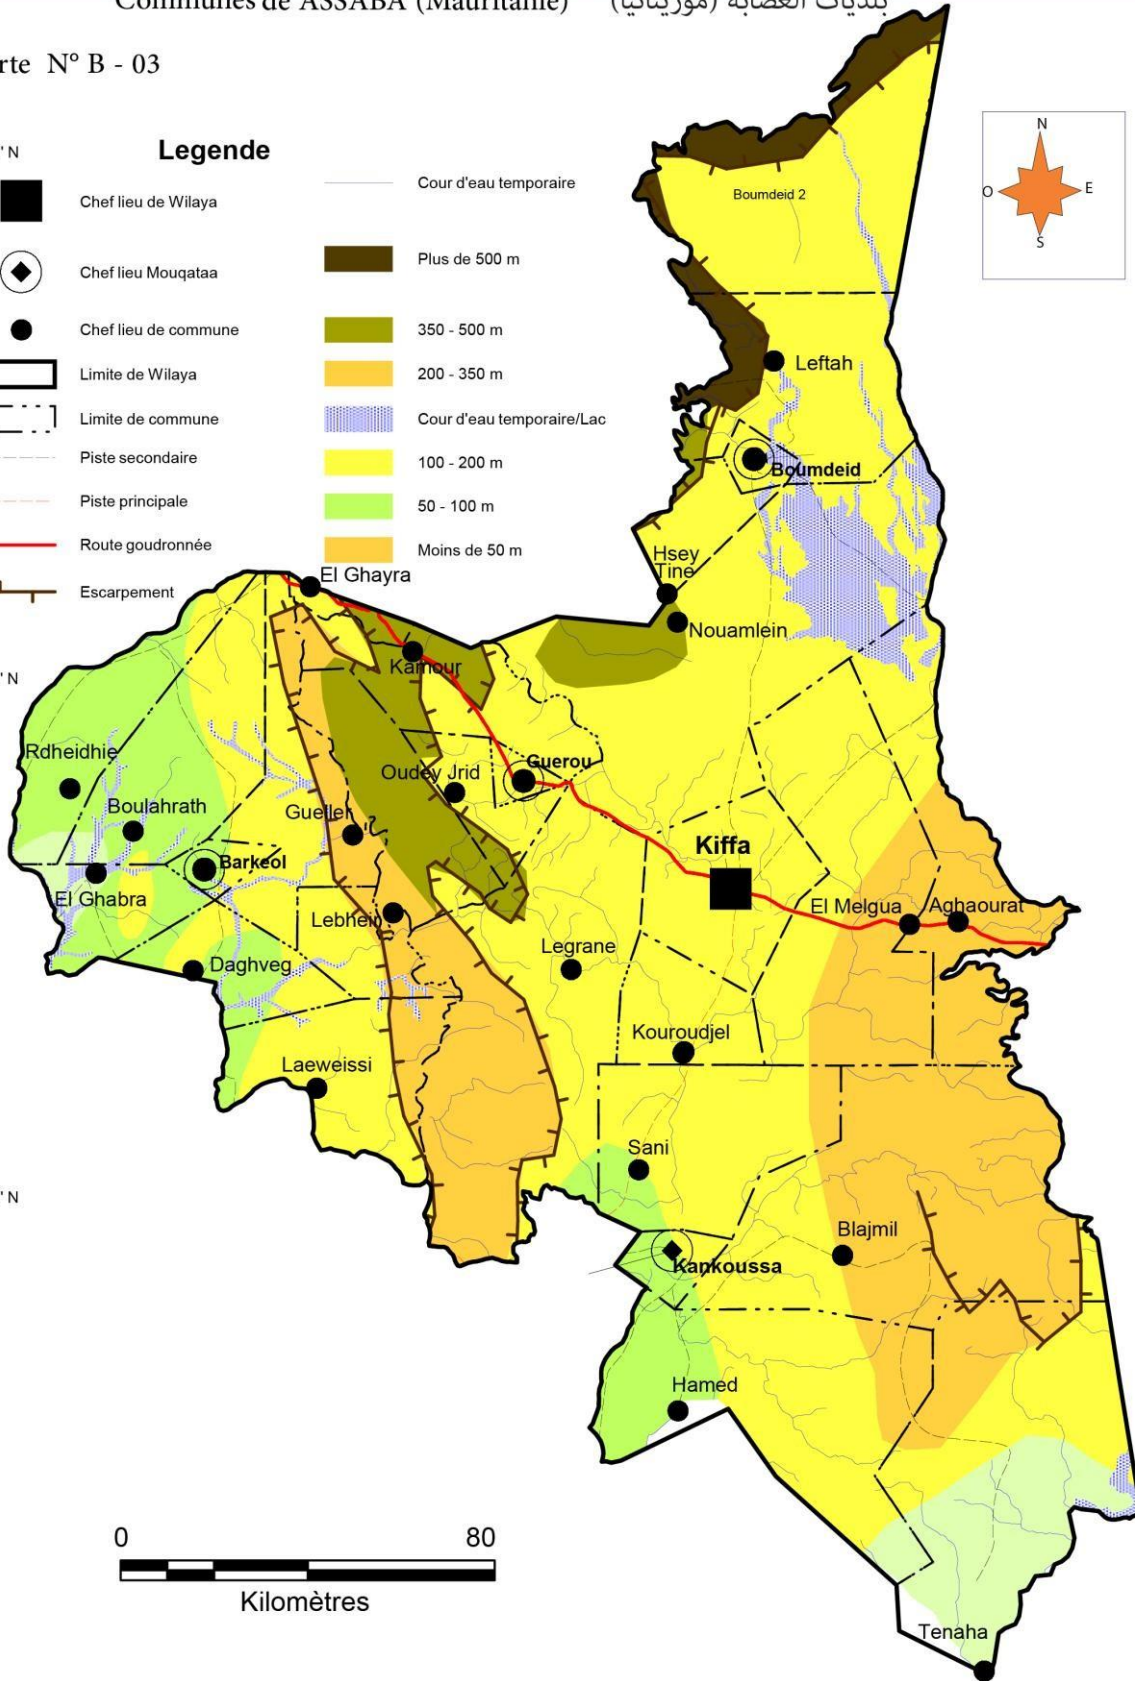 Communes de ASSABA (Mauritanie) بلديات العصابة (موريتانيا)
rte N° B - 03
' N
Legende
Chef lieu de Wilaya
Chef lieu Mouqataa
Chef lieu de commune
Limite de Wilaya
Limite de commune
Piste secondaire
Piste principale
Route goudronnée
Escarpement
Cour d'eau temporaire
Plus de 500 m
350 - 500 m
200 - 350 m
Cour d'eau temporaire/Lac
100 - 200 m
50 - 100 m
Moins de 50 m
N
O
E
S
Boumdeid 2
Leftah
Boumdeid
Hsey
Tine
El Ghayra
Nouamlein
' N
Kamour
Rdheidhie
Oudey Jrid
Guerou
Boulahrath
Gueller
Kiffa
Barkeol
El Ghabra
Lebheir
El Melgua
Aghaourat
Legrane
Daghveg
Kouroudjel
Laeweissi
Sani
' N
Blajmil
Kankoussa
Hamed
0
80
Kilomètres
Tenaha